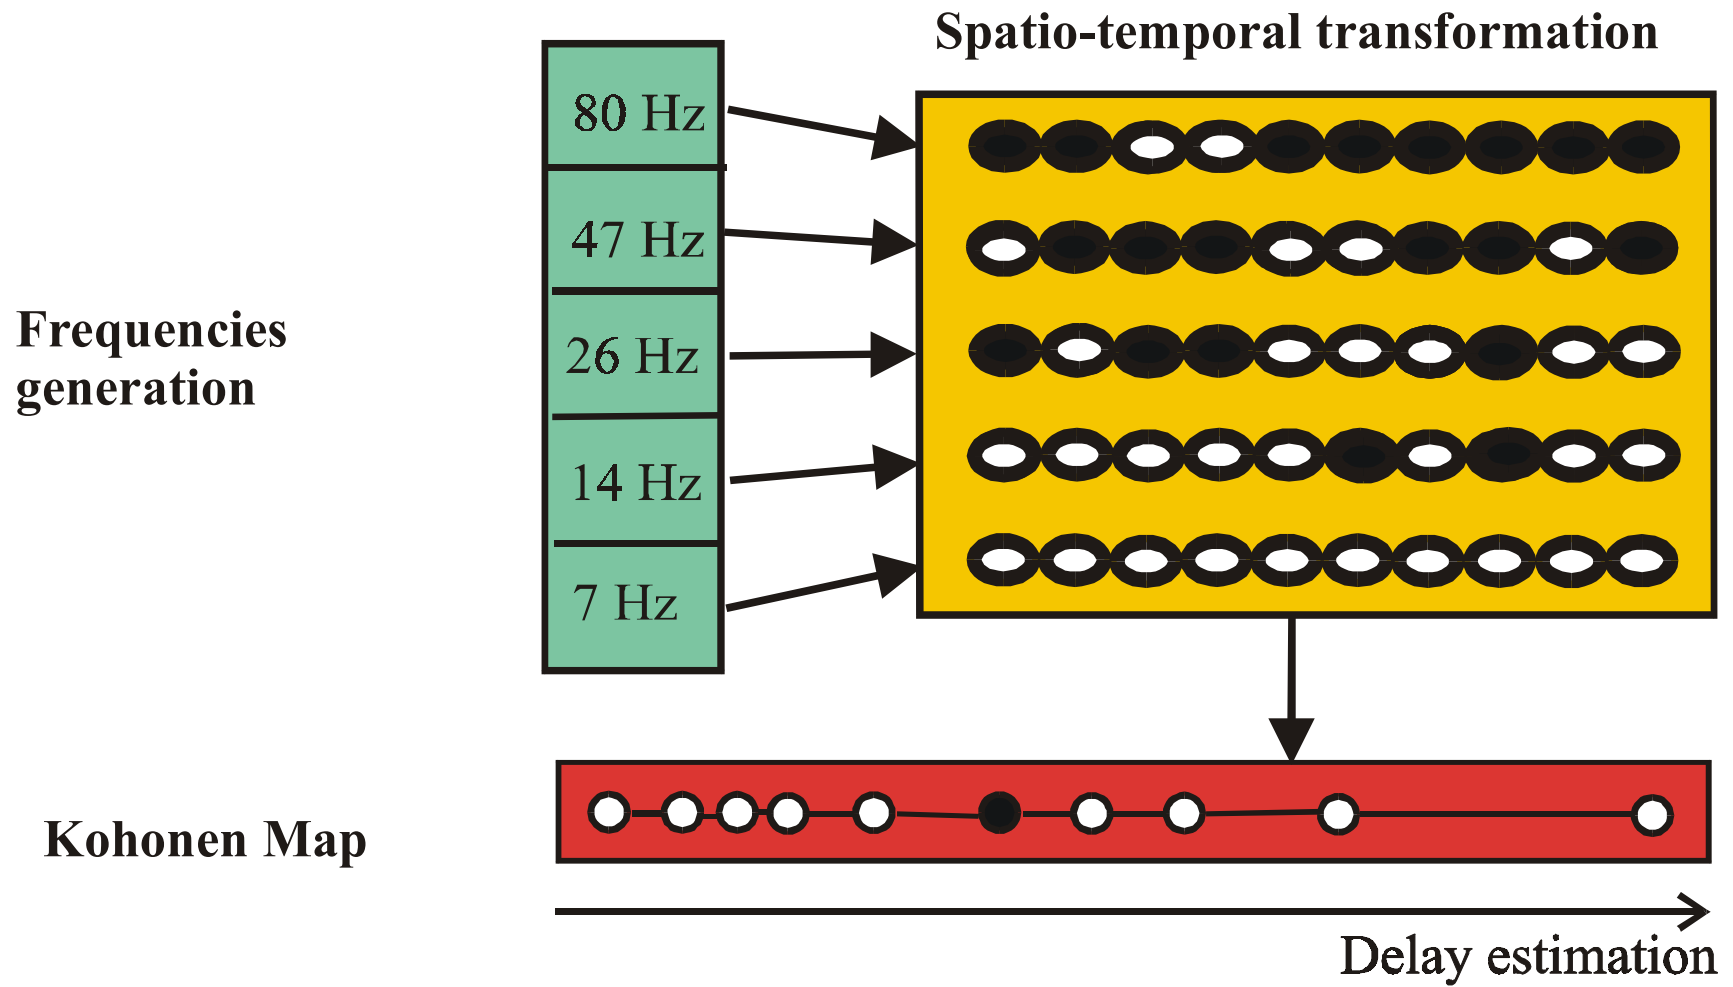 Spatio-temporal transformation
80 Hz
47 Hz
26 Hz
14 Hz
7 Hz
Frequencies
generation
Kohonen Map
Delay estimation